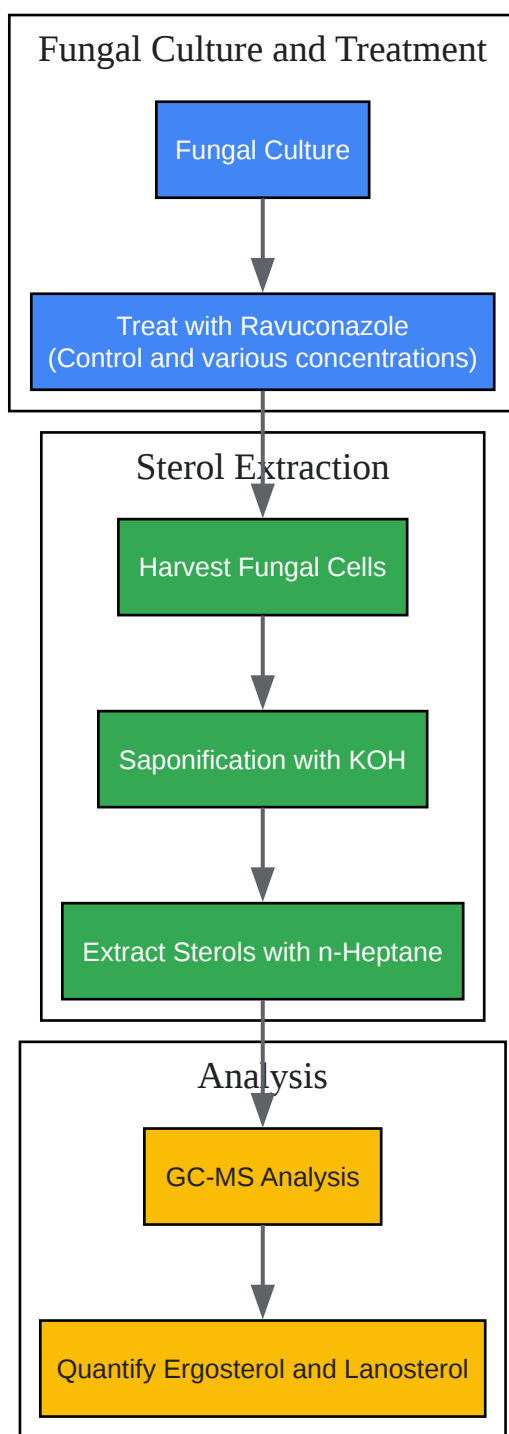 Fungal Culture and Treatment
Fungal Culture
Treat with Ravuconazole
(Control and various concentrations)
Sterol Extraction
Harvest Fungal Cells
Saponification with KOH
Extract Sterols with n-Heptane
Analysis
GC-MS Analysis
Quantify Ergosterol and Lanosterol